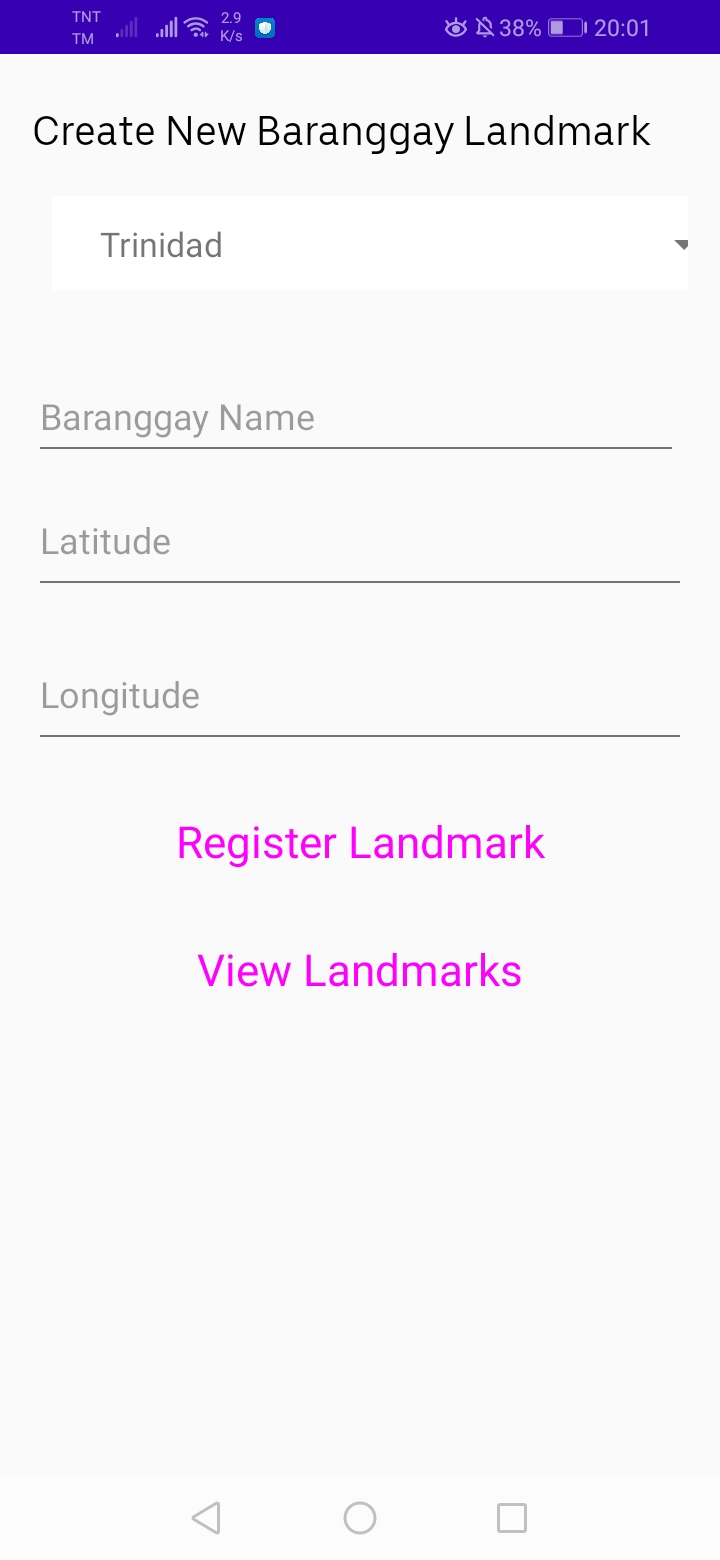 TNT 2.9
TM K/s 38% 20:01
Create New Baranggay Landmark
Trinidad
Baranggay Name
Latitude
Longitude
Register Landmark
View Landmarks